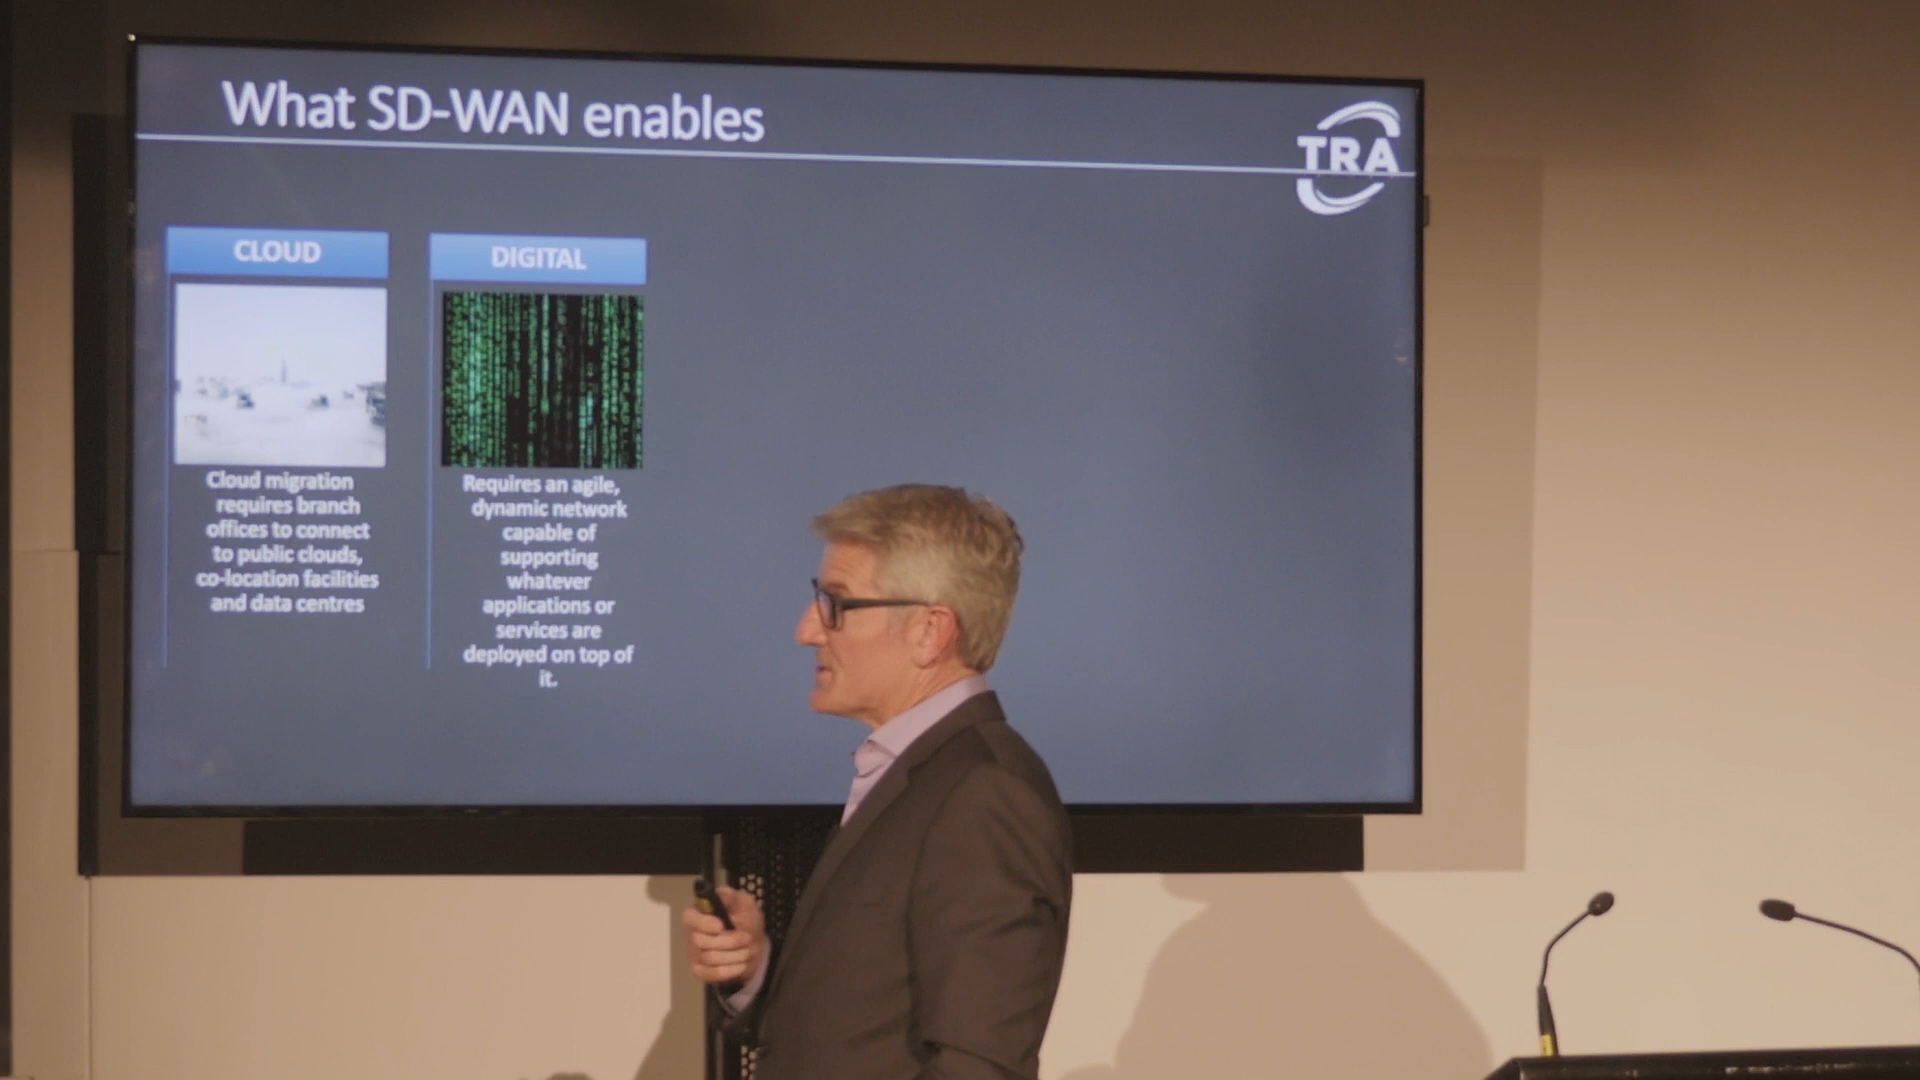 What SD-WAN enables
TRA
CLOUD
Cloud migration
requires branch
offices to connect
to public clouds,
co-location facilities
and data centres
DIGITAL
Requires an agile,
dynamic network
capable of
supporting
whatever
applications or
services are
deployed on top of
it.